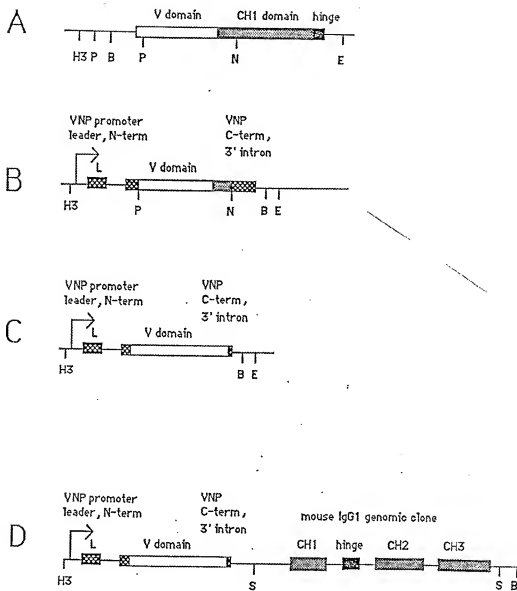 A
V domain
CH1 domain
hinge
H3 P B P N E
VNP promoter
leader, N-term
VNP
C-term,
3' intron
B
L
V domain
H3 P N B E
VNP promoter
leader, N-term
VNP
C-term,
3' intron
C
L
V domain
H3 B E
VNP promoter
leader, N-term
VNP
C-term,
3' intron
mouse IgG1 genomic clone
D
L
V domain
CH1
hinge
CH2
CH3
H3 S S B